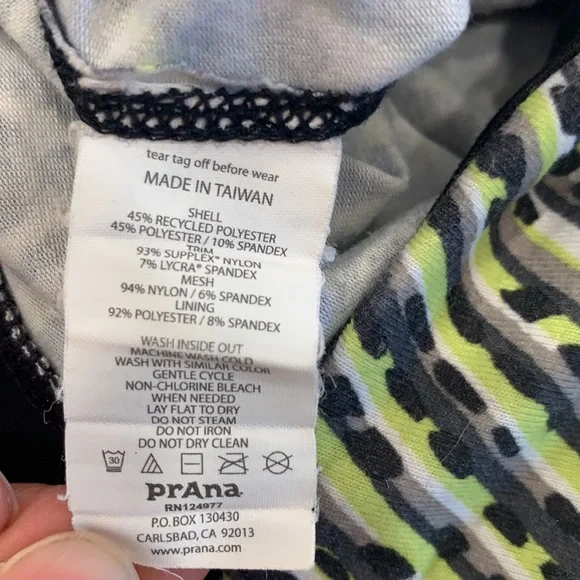 tear tag off before wear
MADE IN TAIWAN
SHELL
45% RECYCLED POLYESTER
45% POLYESTER / 10% SPANDEX
TRIM
93% SUPPLEX® NYLON
7% LYCRA® SPANDEX
MESH
94% NYLON / 6% SPANDEX
LINING
92% POLYESTER / 8% SPANDEX
WASH INSIDE OUT
MACHINE WASH COLD
WASH WITH SIMILAR COLOR
GENTLE CYCLE
NON-CHLORINE BLEACH
WHEN NEEDED
LAY FLAT TO DRY
DO NOT STEAM
DO NOT IRON
DO NOT DRY CLEAN
30
prAna
RN124977
P.O. BOX 130430
CARLSBAD, CA 92013
www.prana.com